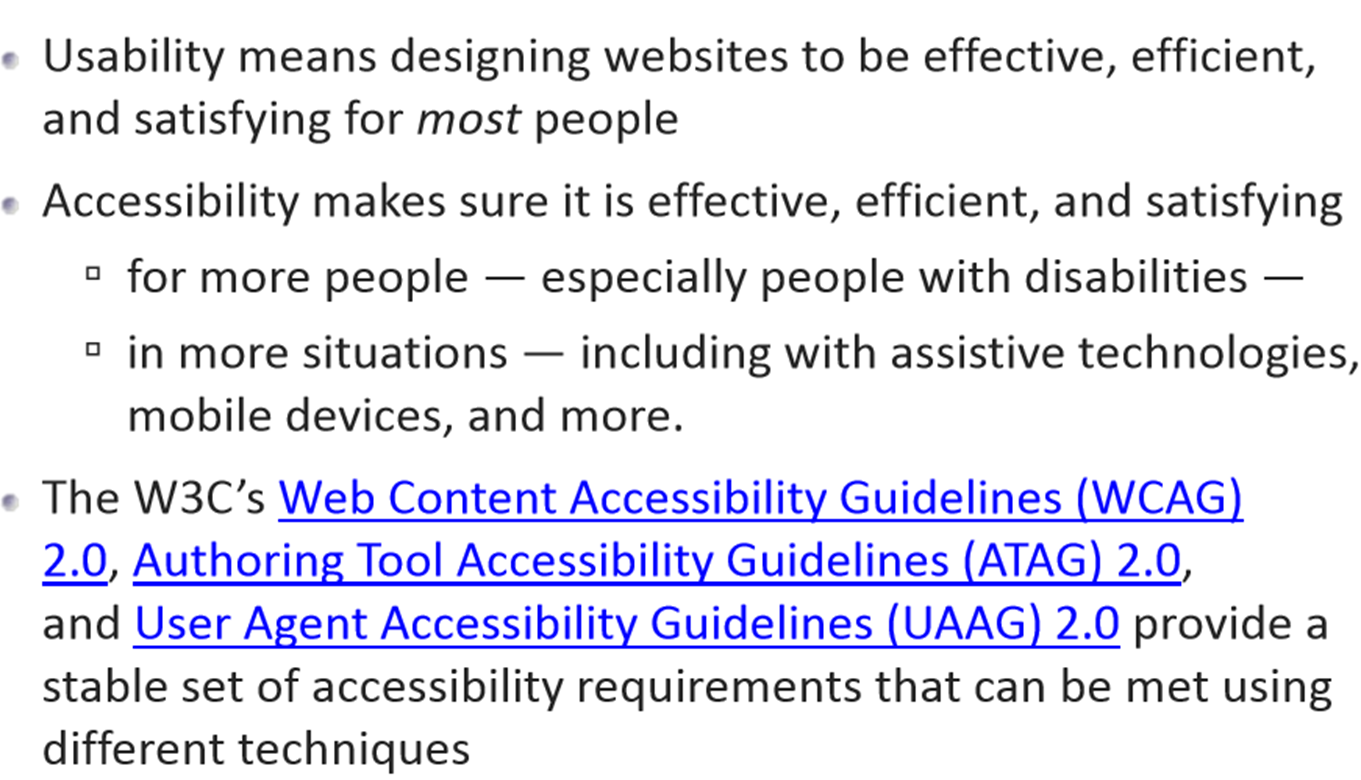 Usability means designing websites to be effective, efficient,
and satisfying for most people
Accessibility makes sure it is effective, efficient, and satisfying
for more people — especially people with disabilities —
in more situations — including with assistive technologies,
mobile devices, and more.
The W3C’s Web Content Accessibility Guidelines (WCAG)
2.0, Authoring Tool Accessibility Guidelines (ATAG) 2.0,
and User Agent Accessibility Guidelines (UAAG) 2.0 provide a
stable set of accessibility requirements that can be met using
different techniques